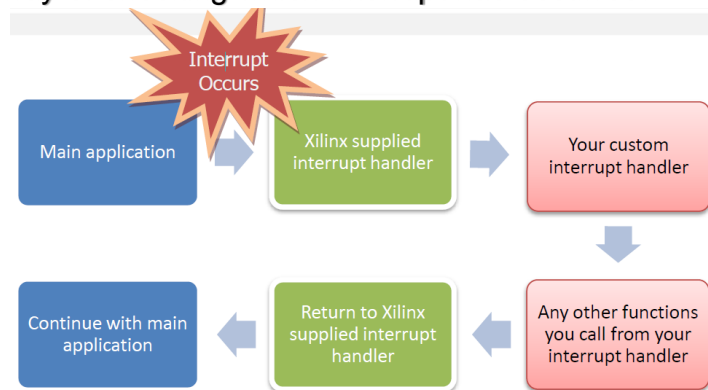 Interrupt
Occurs
Main application
Xilinx supplied
interrupt handler
Your custom
interrupt handler
Continue with main
application
Return to Xilinx
supplied interrupt
handler
Any other functions
you call from your
interrupt handler